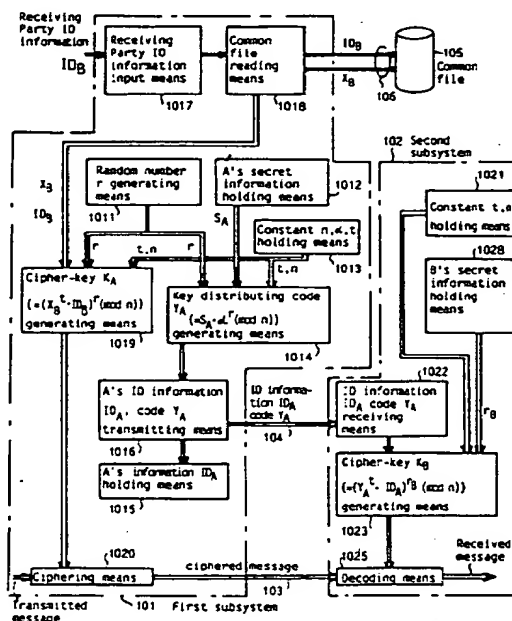 Receiving
Party ID
information
ID_B
Receiving
Party ID
information
input means
1017
Common
file
reading
means
1018
ID_B
X_B
106
105
Common
file
102 Second
subsystem
X_B
ID_B
Random number
r generating
means
1011
A's secret
information
holding
means
1012
S_A
Constant n,α,t
holding means
1013
1021
Constant t,n
holding means
1028
B's secret
information
holding
means
r
t,n
r
t,n
Cipher-key K_A
{=(X_B^t·ID_B)^r(mod n)}
generating means
1019
Key distributing code
Y_A
{=S_A·α^r(mod n)}
generating means
1014
A's ID information
ID_A, code Y_A
transmitting means
1016
ID informa-
tion ID_A
code Y_A
104
1022
ID information
ID_A code Y_A
receiving
means
r_B
A's information ID_A
holding means
1015
Cipher-key K_B
{=(Y_A^t·ID_A)^r_B(mod n)}
1023
1020
Ciphering means
ciphered message
103
1025
Decoding means
Received
message
Transmitted
message
101
First subsystem